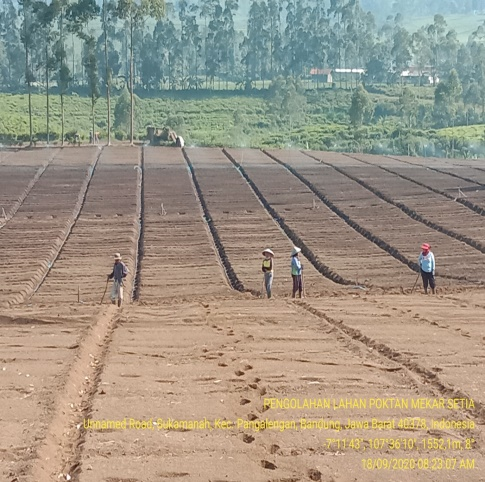 PENGOLAHAN LAHAN POKTAN MEKAR SETIA
Unnamed Road, Sukamanah, Kec. Pangalengan, Bandung, Jawa Barat 40378, Indonesia
-7°11'43", 107°36'10", 1552,1m, 8°
18/09/2020 08:23:07 AM